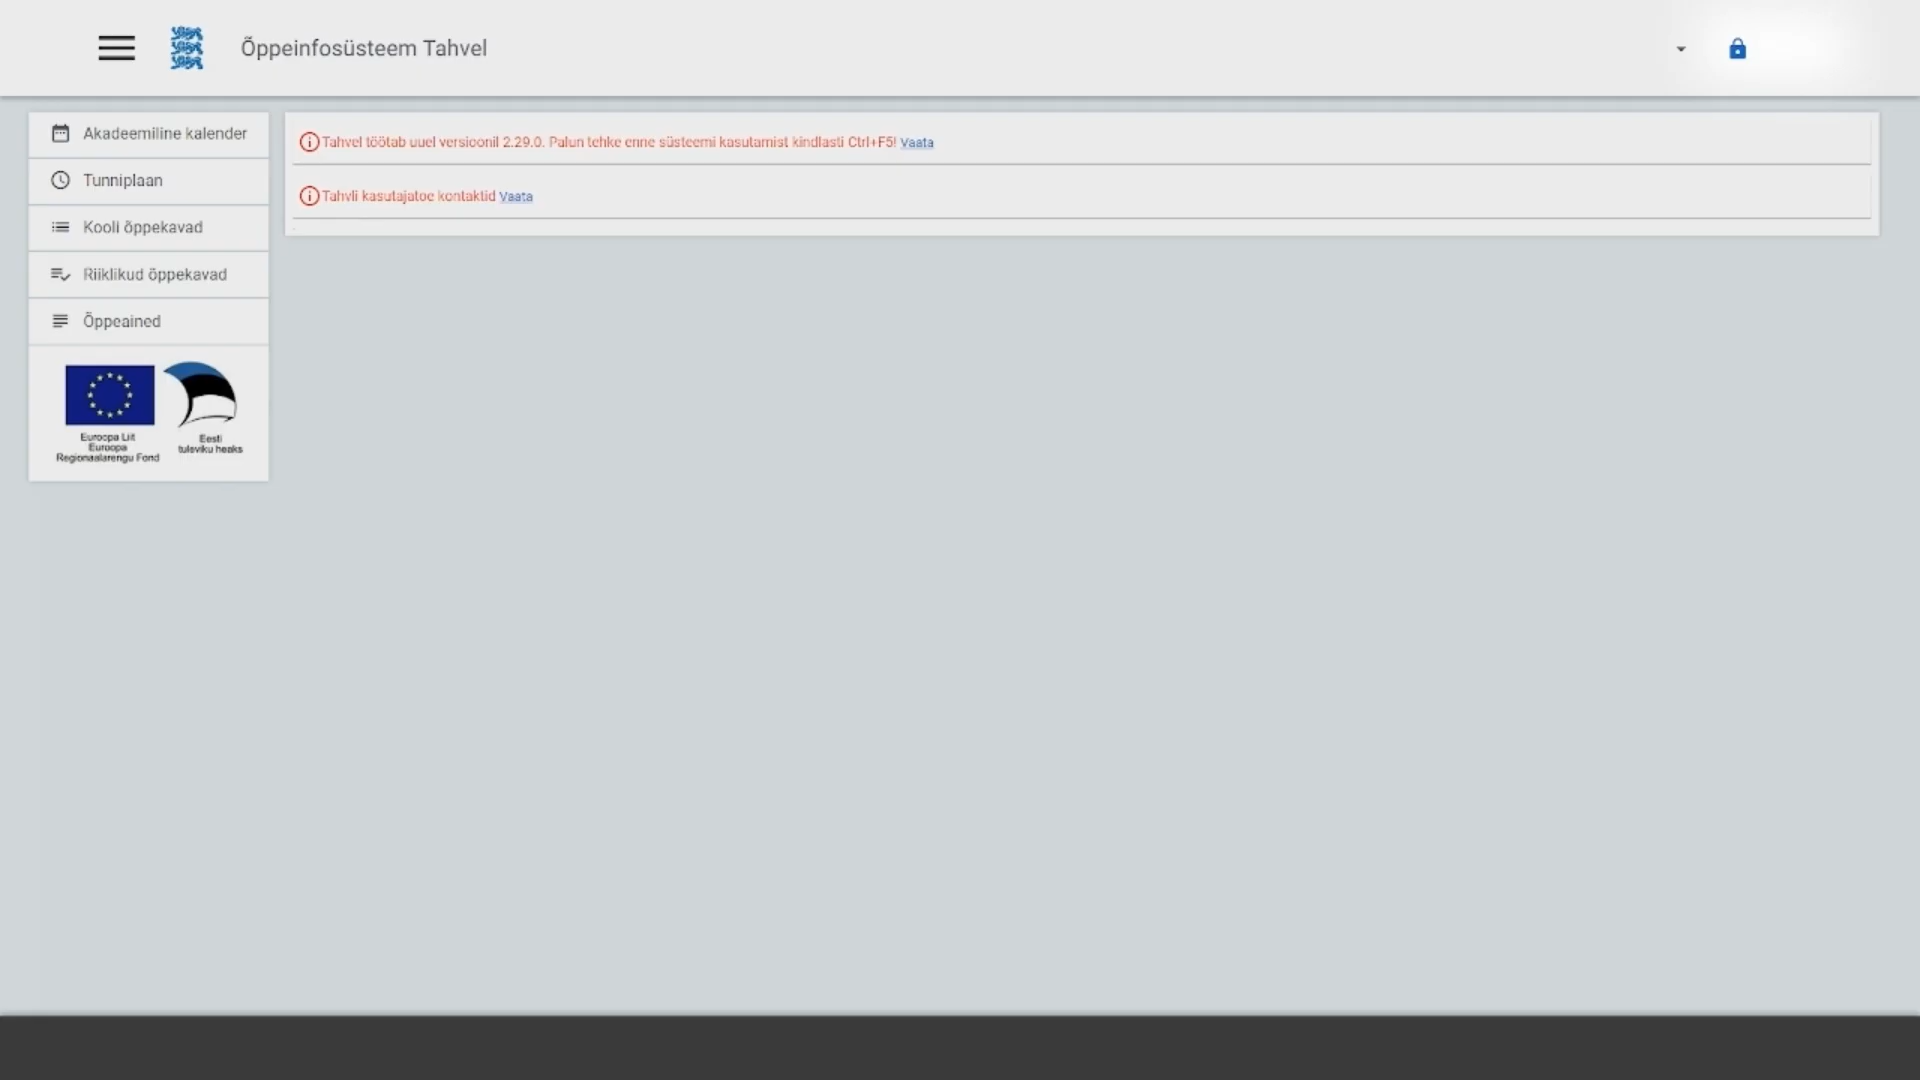 Õppeinfosüsteem Tahvel
Akadeemiline kalender
Tunniplaan
Kooli õppekavad
Riiklikud õppekavad
Õppeained
Euroopa Liit
Euroopa
Regionaalarengu Fond
Eesti
tuleviku heaks
Tahvel töötab uuel versioonil 2.29.0. Palun tehke enne süsteemi kasutamist kindlasti Ctrl+F5! Vaata
Tahvli kasutajatoe kontaktid Vaata